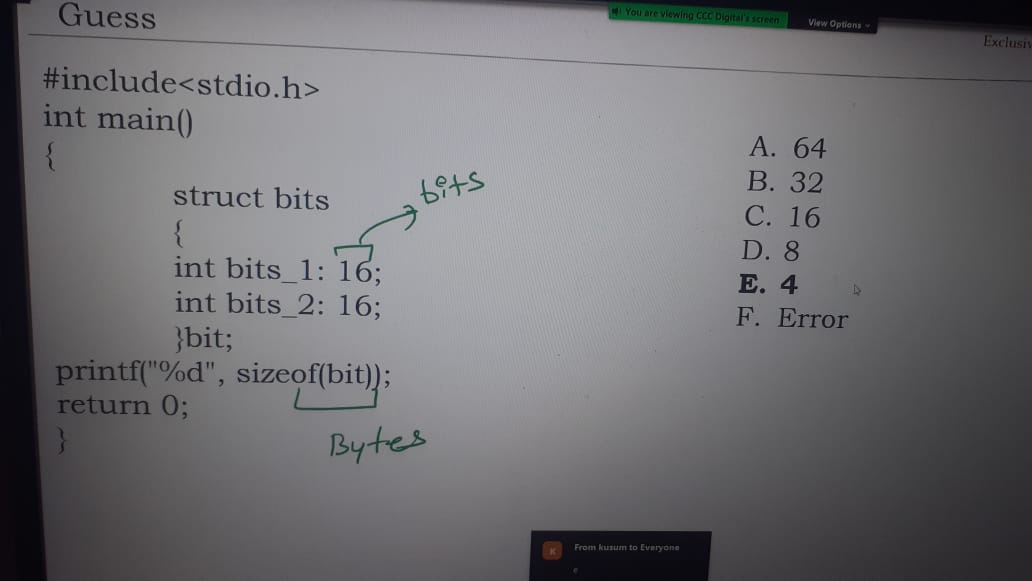 Guess
You are viewing CCC Digital's screen
View Options
Exclusiv
#include<stdio.h>
int main()
{
struct bits
{
int bits_1: 16;
int bits_2: 16;
}bit;
printf("%d", sizeof(bit));
return 0;
}
bits
Bytes
A. 64
B. 32
C. 16
D. 8
E. 4
F. Error
K
From kusum to Everyone
e